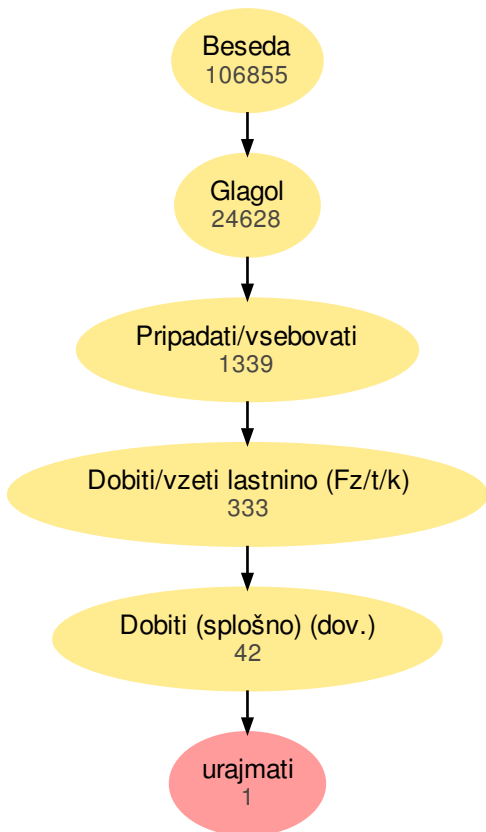 Beseda
106855
Glagol
24628
Pripadati/vsebovati
1339
Dobiti/vzeti lastnino (Fz/t/k)
333
Dobiti (splošno) (dov.)
42
urajmati
1